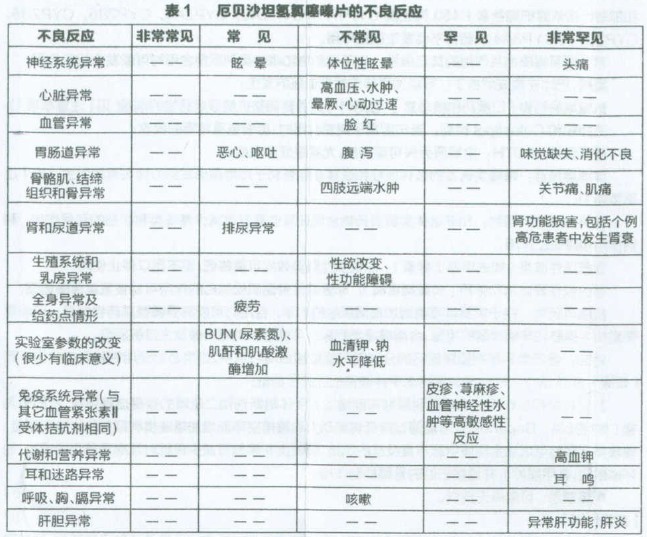 表1 厄贝沙坦氢氯噻嗪片的不良反应
不良反应 非常常见 常 见 不常见 罕 见 非常罕见
神经系统异常 —— 眩 晕 体位性眩晕 —— 头痛
心脏异常 —— —— 高血压、水肿、晕厥、心动过速 —— ——
血管异常 —— —— 脸 红 —— ——
胃肠道异常 —— 恶心、呕吐 腹 泻 —— 味觉缺失、消化不良
骨骼肌、结缔组织和骨异常 —— —— 四肢远端水肿 —— 关节痛、肌痛
肾和尿道异常 —— 排尿异常 —— —— 肾功能损害,包括个例高危患者中发生肾衰
生殖系统和乳房异常 —— —— 性欲改变、性功能障碍 —— ——
全身异常及给药点情形 —— 疲劳 —— —— ——
实验室参数的改变(很少有临床意义) —— BUN(尿素氮)、肌酐和肌酸激酶增加 血清钾、钠水平降低 —— ——
免疫系统异常(与其它血管紧张素Ⅱ受体拮抗剂相同) —— —— —— 皮疹、荨麻疹、血管神经性水肿等高敏感性反应 ——
代谢和营养异常 —— —— —— —— 高血钾
耳和迷路异常 —— —— —— —— 耳 鸣
呼吸、胸、膈异常 —— —— 咳嗽 —— ——
肝胆异常 —— —— —— —— 异常肝功能,肝炎